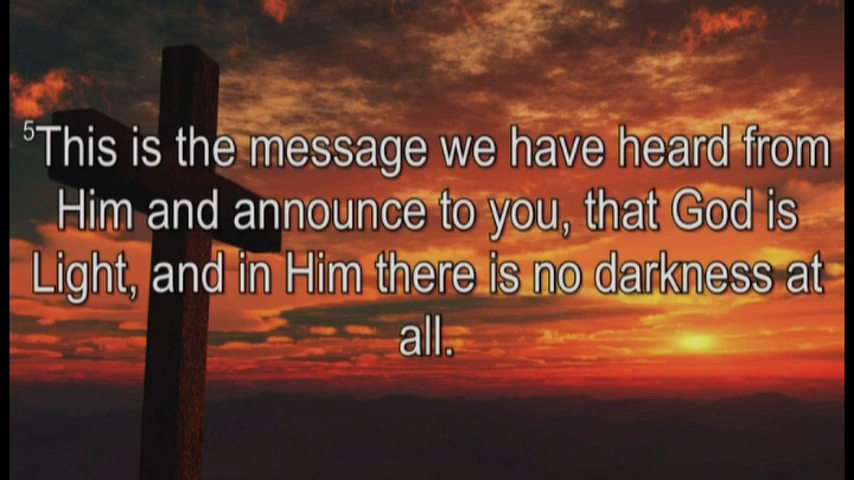 ⁵This is the message we have heard from
Him and announce to you, that God is
Light, and in Him there is no darkness at
all.